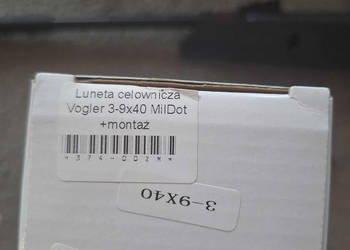 Luneta celownicza
Vogler 3-9x40 MilDot
+montaż
3-9X40